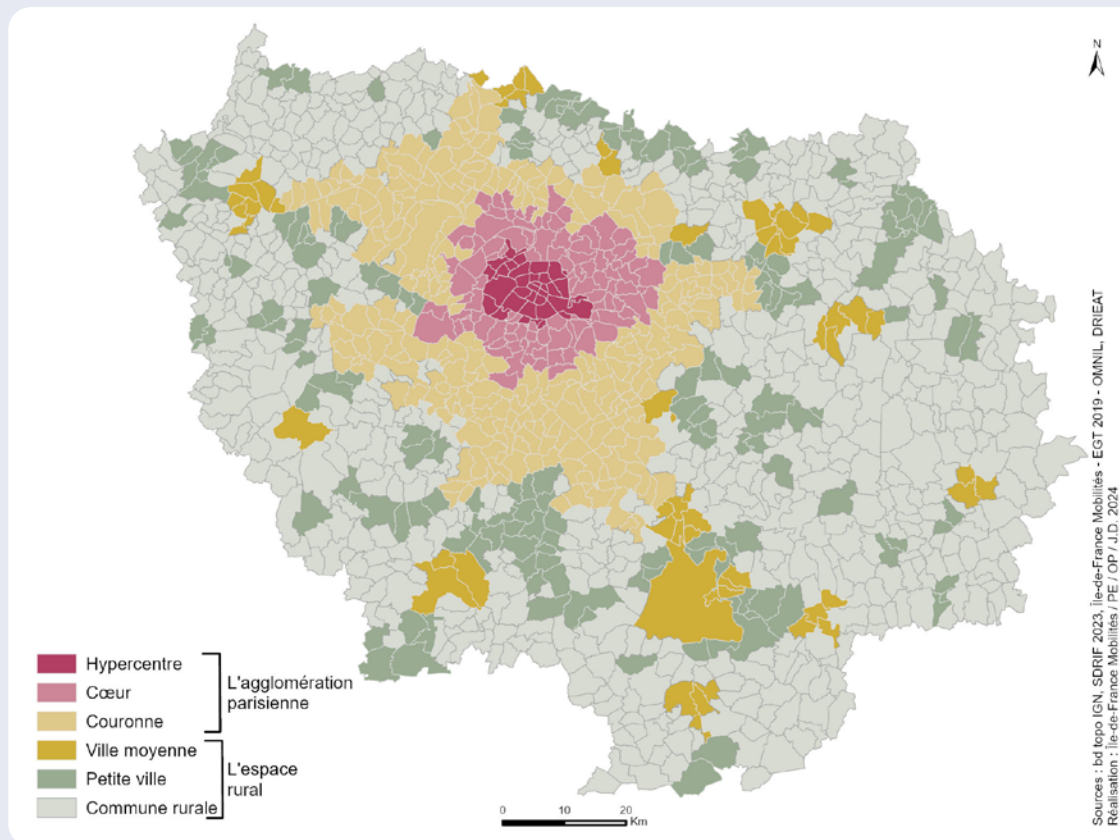 N
Hypercentre
Cœur
Couronne
L'agglomération
parisienne
Ville moyenne
Petite ville
Commune rurale
L'espace
rural
0 10 20
Km
Sources : bd topo IGN, SDRIF 2023, Île-de-France Mobilités - EGT 2019 - OMNIL, DRIEAT
Réalisation : Île-de-France Mobilités / PE / OP / J.D. 2024